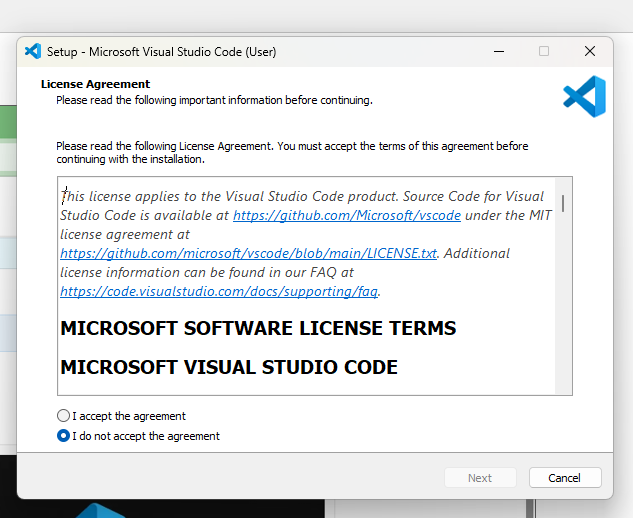 Setup - Microsoft Visual Studio Code (User)
License Agreement
Please read the following important information before continuing.
Please read the following License Agreement. You must accept the terms of this agreement before
continuing with the installation.
This license applies to the Visual Studio Code product. Source Code for Visual
Studio Code is available at https://github.com/Microsoft/vscode under the MIT
license agreement at
https://github.com/microsoft/vscode/blob/main/LICENSE.txt. Additional
license information can be found in our FAQ at
https://code.visualstudio.com/docs/supporting/faq.
MICROSOFT SOFTWARE LICENSE TERMS
MICROSOFT VISUAL STUDIO CODE
I accept the agreement
I do not accept the agreement
Next
Cancel